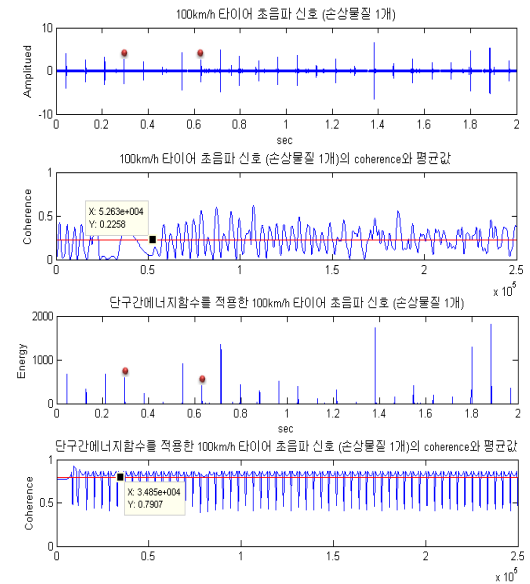 100km/h 타이어 초음파 신호 (손상물질 1개)
Amplitued
10
0
-10
0 0.2 0.4 0.6 0.8 1 1.2 1.4 1.6 1.8 2
sec
100km/h 타이어 초음파 신호 (손상물질 1개)의 coherence와 평균값
Coherence
1
0.5
0
X: 5.263e+004
Y: 0.2258
0 0.5 1 1.5 2 2.5
x 10^5
단구간에너지함수를 적용한 100km/h 타이어 초음파 신호 (손상물질 1개)
Energy
2000
1000
0
0 0.2 0.4 0.6 0.8 1 1.2 1.4 1.6 1.8 2
sec
단구간에너지함수를 적용한 100km/h 타이어 초음파 신호 (손상물질 1개)의 coherence와 평균값
Coherence
1
0.5
0
X: 3.485e+004
Y: 0.7907
0 0.5 1 1.5 2 2.5
x 10^5